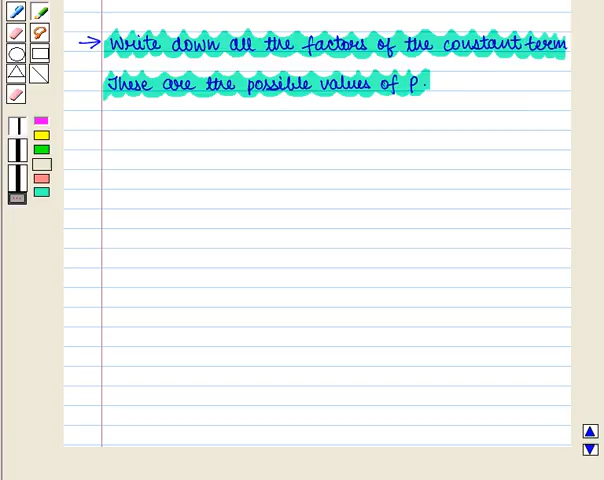 → Write down all the factors of the constant term
These are the possible values of p.